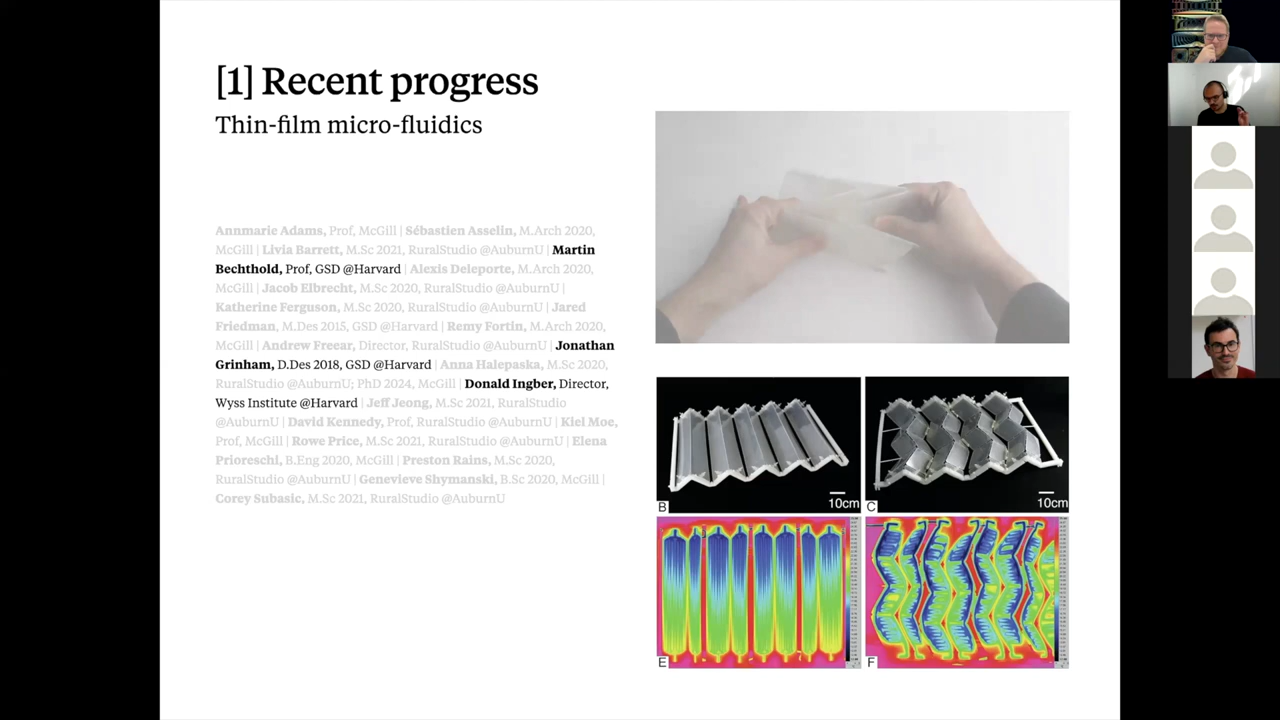 [1] Recent progress
Thin-film micro-fluidics
Annmarie Adams, Prof, McGill | Sébastien Asselin, M.Arch 2020,
McGill | Livia Barrett, M.Sc 2021, RuralStudio @AuburnU | Martin
Bechthold, Prof, GSD @Harvard | Alexis Deleporte, M.Arch 2020,
McGill | Jacob Elbrecht, M.Sc 2020, RuralStudio @AuburnU |
Katherine Ferguson, M.Sc 2020, RuralStudio @AuburnU | Jared
Friedman, M.Des 2015, GSD @Harvard | Remy Fortin, M.Arch 2020,
McGill | Andrew Freear, Director, RuralStudio @AuburnU | Jonathan
Grinham, D.Des 2018, GSD @Harvard | Anna Halepaska, M.Sc 2020,
RuralStudio @AuburnU; PhD 2024, McGill | Donald Ingber, Director,
Wyss Institute @Harvard | Jeff Jeong, M.Sc 2021, RuralStudio
@AuburnU | David Kennedy, Prof, RuralStudio @AuburnU | Kiel Moe,
Prof, McGill | Rowe Price, M.Sc 2021, RuralStudio @AuburnU | Elena
Prioreschi, B.Eng 2020, McGill | Preston Rains, M.Sc 2020,
RuralStudio @AuburnU | Genevieve Shymanski, B.Sc 2020, McGill |
Corey Subasic, M.Sc 2021, RuralStudio @AuburnU
B
10cm
C
10cm
E
F